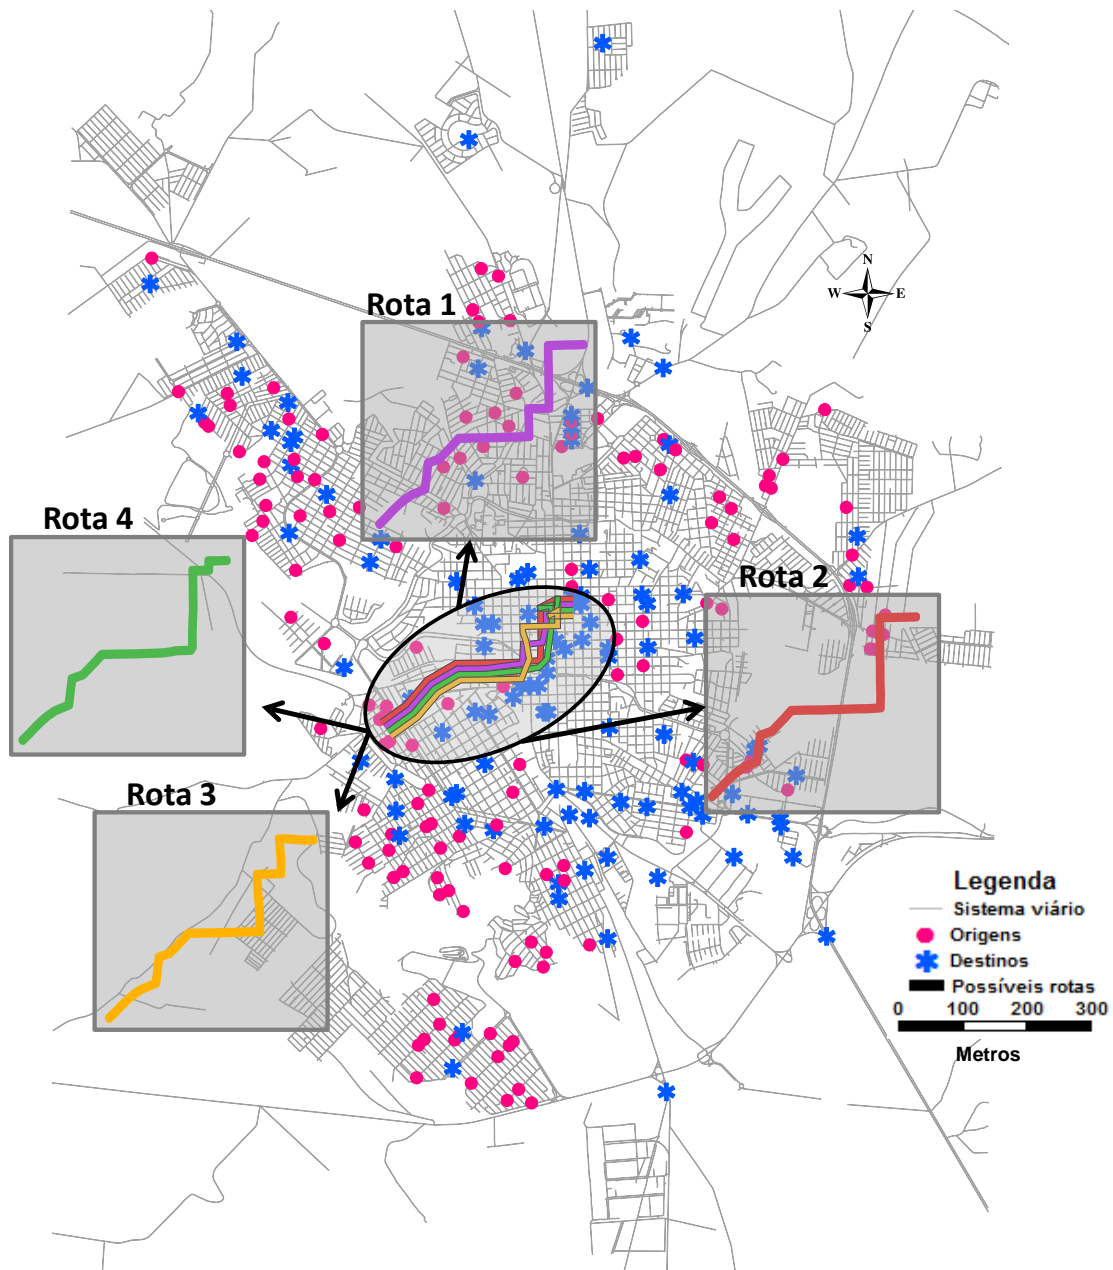 N
W E
S
Rota 1
Rota 4
Rota 2
Rota 3
Legenda
Sistema viário
Origens
Destinos
Possíveis rotas
0 100 200 300
Metros